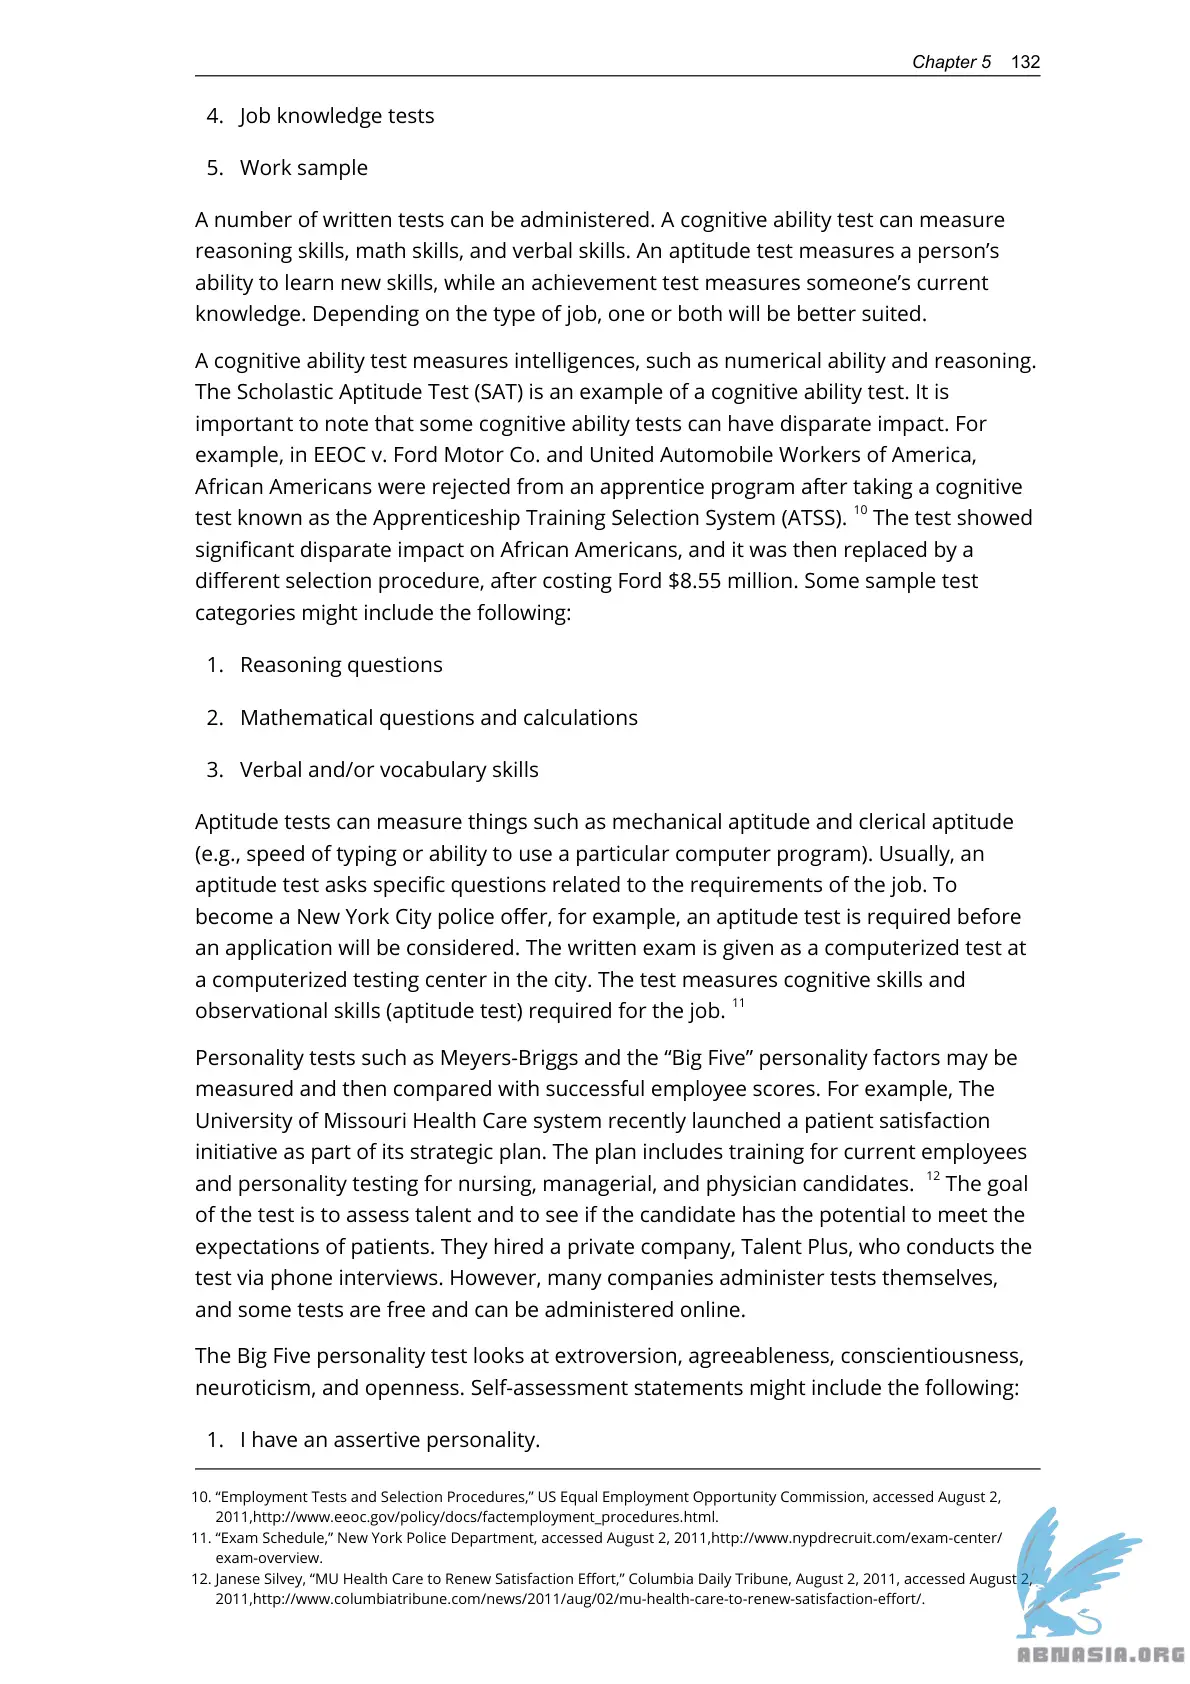 Chapter 5 132
4. Job knowledge tests
5. Work sample
A number of written tests can be administered. A cognitive ability test can measure
reasoning skills, math skills, and verbal skills. An aptitude test measures a person’s
ability to learn new skills, while an achievement test measures someone’s current
knowledge. Depending on the type of job, one or both will be better suited.
A cognitive ability test measures intelligences, such as numerical ability and reasoning.
The Scholastic Aptitude Test (SAT) is an example of a cognitive ability test. It is
important to note that some cognitive ability tests can have disparate impact. For
example, in EEOC v. Ford Motor Co. and United Automobile Workers of America,
African Americans were rejected from an apprentice program after taking a cognitive
test known as the Apprenticeship Training Selection System (ATSS). 10 The test showed
significant disparate impact on African Americans, and it was then replaced by a
different selection procedure, after costing Ford $8.55 million. Some sample test
categories might include the following:
1. Reasoning questions
2. Mathematical questions and calculations
3. Verbal and/or vocabulary skills
Aptitude tests can measure things such as mechanical aptitude and clerical aptitude
(e.g., speed of typing or ability to use a particular computer program). Usually, an
aptitude test asks specific questions related to the requirements of the job. To
become a New York City police offer, for example, an aptitude test is required before
an application will be considered. The written exam is given as a computerized test at
a computerized testing center in the city. The test measures cognitive skills and
observational skills (aptitude test) required for the job. 11
Personality tests such as Meyers-Briggs and the “Big Five” personality factors may be
measured and then compared with successful employee scores. For example, The
University of Missouri Health Care system recently launched a patient satisfaction
initiative as part of its strategic plan. The plan includes training for current employees
and personality testing for nursing, managerial, and physician candidates. 12 The goal
of the test is to assess talent and to see if the candidate has the potential to meet the
expectations of patients. They hired a private company, Talent Plus, who conducts the
test via phone interviews. However, many companies administer tests themselves,
and some tests are free and can be administered online.
The Big Five personality test looks at extroversion, agreeableness, conscientiousness,
neuroticism, and openness. Self-assessment statements might include the following:
1. I have an assertive personality.
10. “Employment Tests and Selection Procedures,” US Equal Employment Opportunity Commission, accessed August 2,
2011,http://www.eeoc.gov/policy/docs/factemployment_procedures.html.
11. “Exam Schedule,” New York Police Department, accessed August 2, 2011,http://www.nypdrecruit.com/exam-center/
exam-overview.
12. Janese Silvey, “MU Health Care to Renew Satisfaction Effort,” Columbia Daily Tribune, August 2, 2011, accessed August 2,
2011,http://www.columbiatribune.com/news/2011/aug/02/mu-health-care-to-renew-satisfaction-effort/.
ABNASIA.ORG